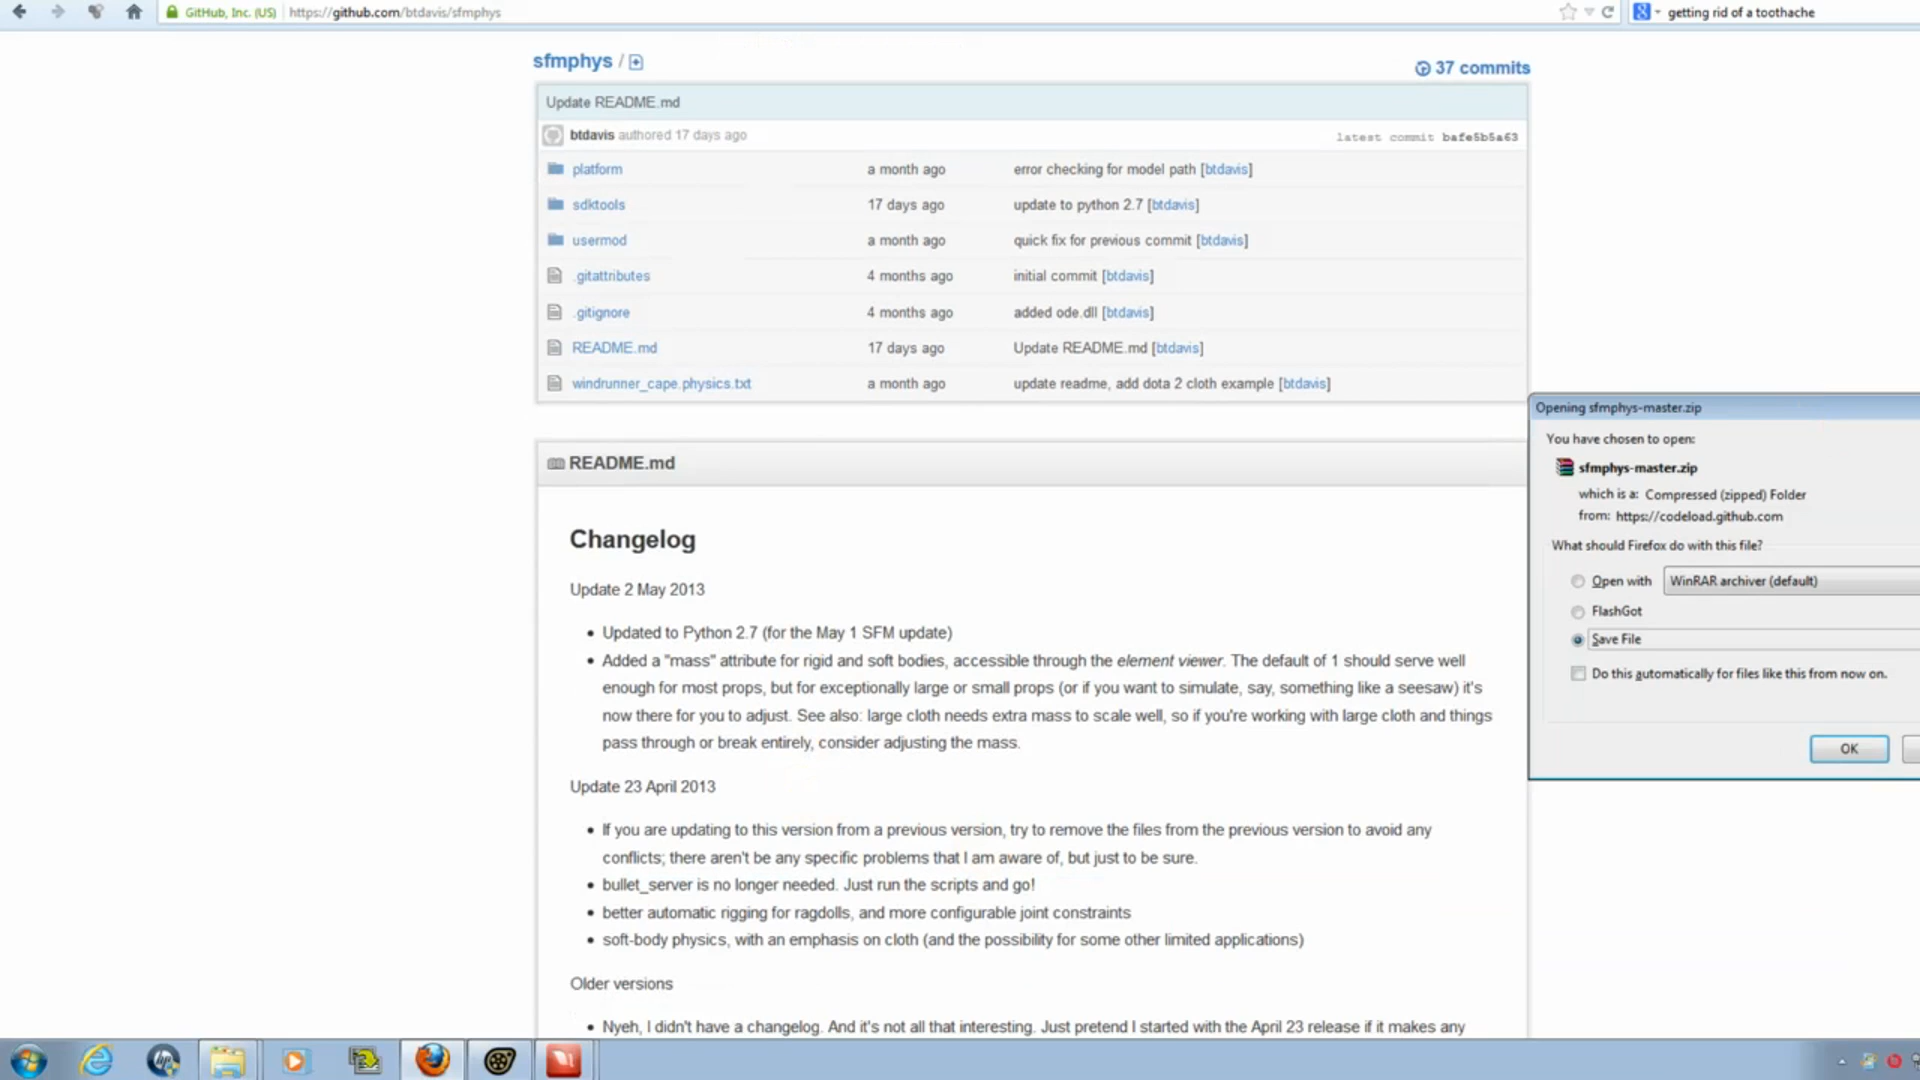 GitHub, Inc. (US) https://github.com/btdavis/sfmphys
getting rid of a toothache
sfmphys /
37 commits
Update README.md
btdavis authored 17 days ago
latest commit bafe5b5a63
platform a month ago error checking for model path [btdavis]
sdktools 17 days ago update to python 2.7 [btdavis]
usermod a month ago quick fix for previous commit [btdavis]
.gitattributes 4 months ago initial commit [btdavis]
.gitignore 4 months ago added ode.dll [btdavis]
README.md 17 days ago Update README.md [btdavis]
windrunner_cape.physics.txt a month ago update readme, add dota 2 cloth example [btdavis]
README.md
Changelog
Update 2 May 2013
• Updated to Python 2.7 (for the May 1 SFM update)
• Added a "mass" attribute for rigid and soft bodies, accessible through the element viewer. The default of 1 should serve well
enough for most props, but for exceptionally large or small props (or if you want to simulate, say, something like a seesaw) it's
now there for you to adjust. See also: large cloth needs extra mass to scale well, so if you're working with large cloth and things
pass through or break entirely, consider adjusting the mass.
Update 23 April 2013
• If you are updating to this version from a previous version, try to remove the files from the previous version to avoid any
conflicts; there aren't be any specific problems that I am aware of, but just to be sure.
• bullet_server is no longer needed. Just run the scripts and go!
• better automatic rigging for ragdolls, and more configurable joint constraints
• soft-body physics, with an emphasis on cloth (and the possibility for some other limited applications)
Older versions
• Nyeh, I didn't have a changelog. And it's not all that interesting. Just pretend I started with the April 23 release if it makes any
Opening sfmphys-master.zip
You have chosen to open:
sfmphys-master.zip
which is a: Compressed (zipped) Folder
from: https://codeload.github.com
What should Firefox do with this file?
Open with WinRAR archiver (default)
FlashGot
Save File
Do this automatically for files like this from now on.
OK